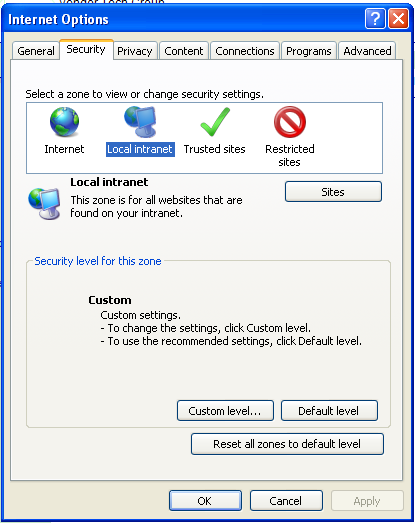 Vendor Tech Group
Internet Options
General Security Privacy Content Connections Programs Advanced
Select a zone to view or change security settings.
Internet Local intranet Trusted sites Restricted sites
Local intranet
Sites
This zone is for all websites that are
found on your intranet.
Security level for this zone
Custom
Custom settings.
- To change the settings, click Custom level.
- To use the recommended settings, click Default level.
Custom level... Default level
Reset all zones to default level
OK Cancel Apply